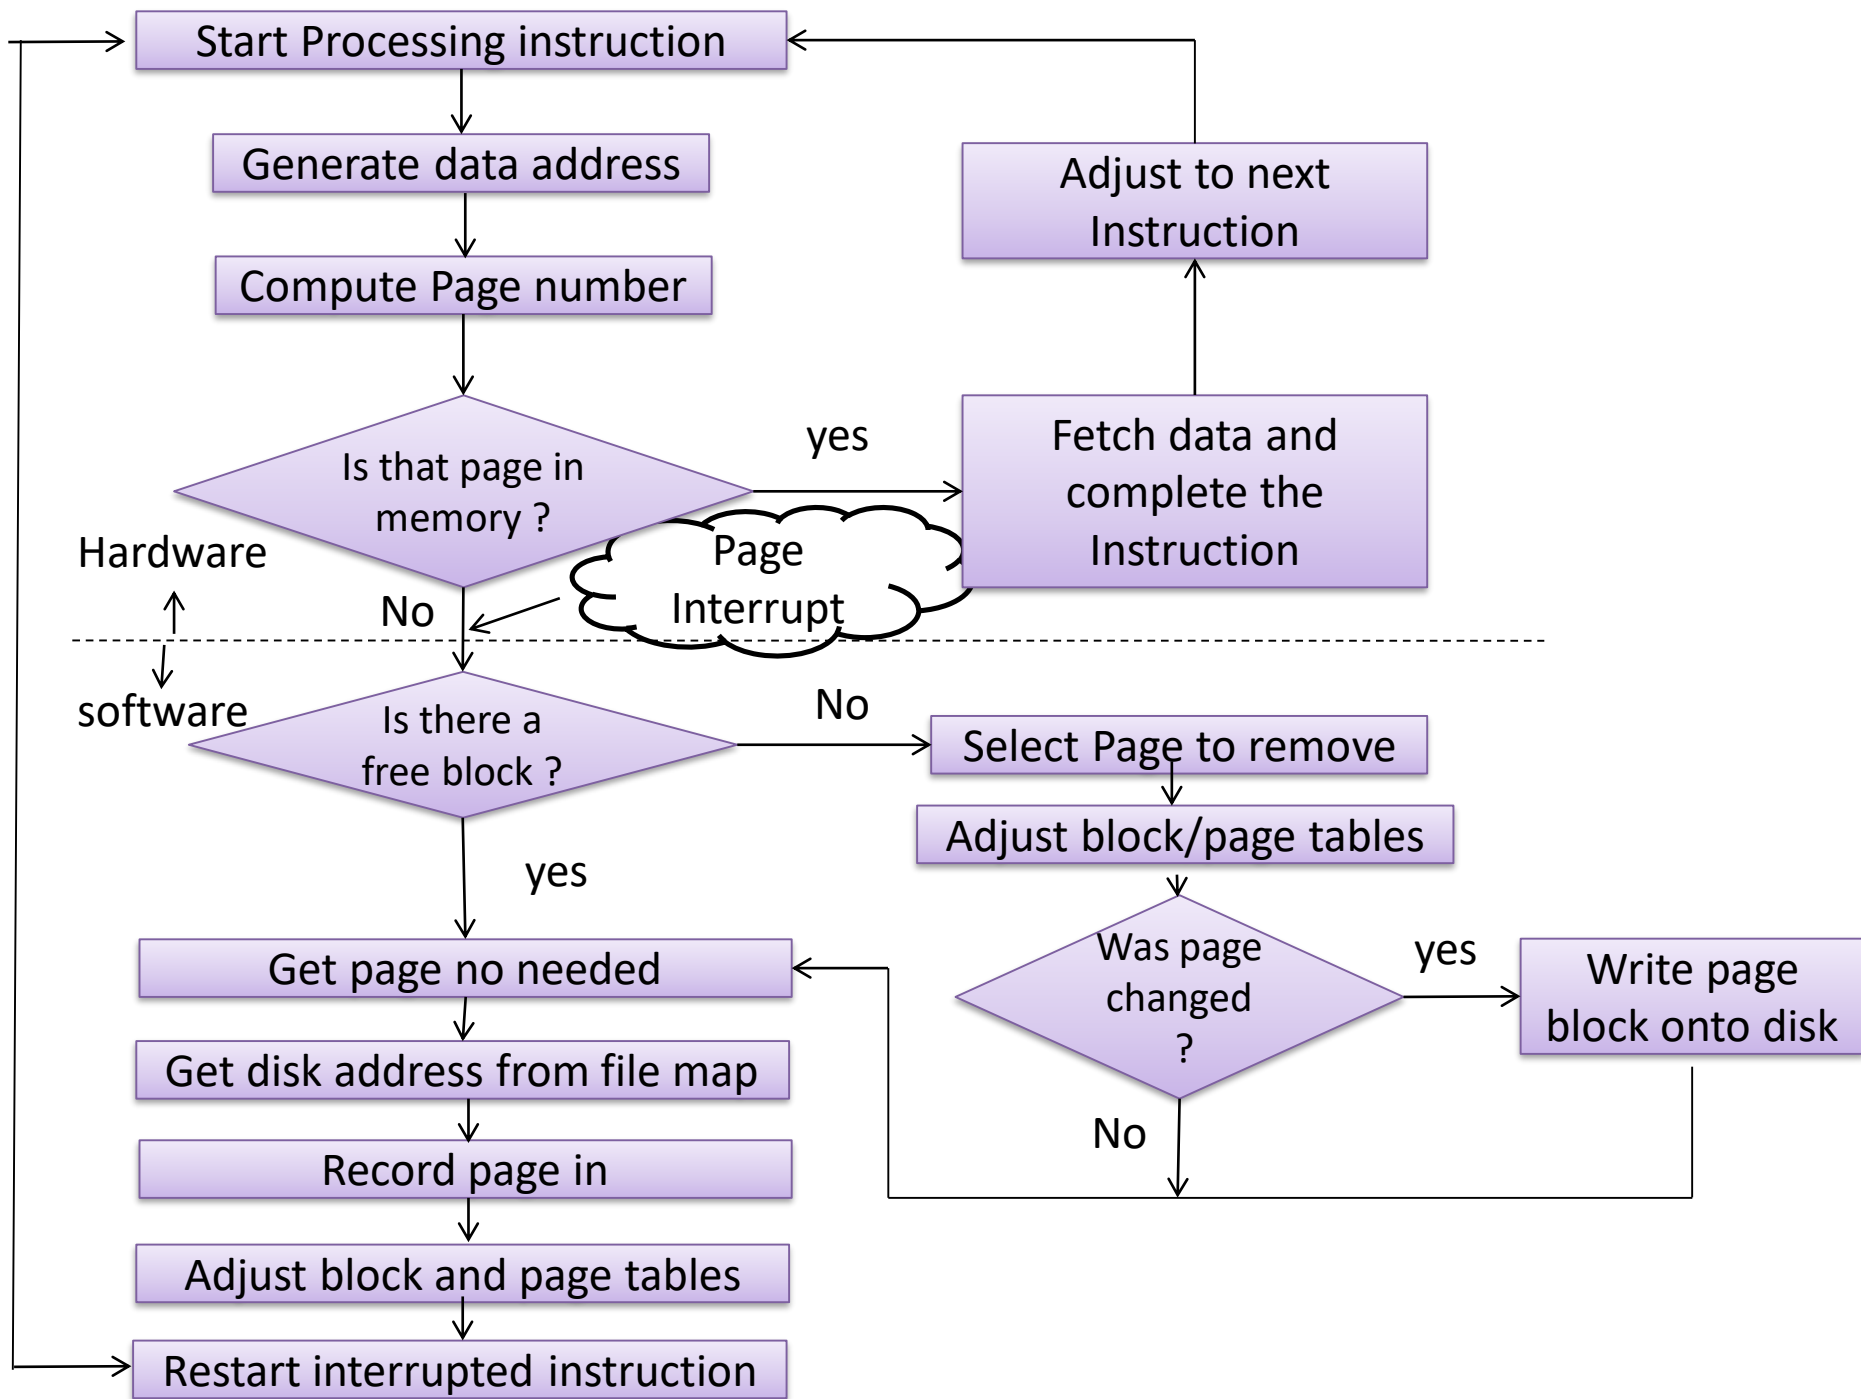 Start Processing instruction
Generate data address
Adjust to next
Instruction
Compute Page number
yes
Is that page in
memory ?
Fetch data and
complete the
Instruction
Page
Interrupt
Hardware
No
software
Is there a
free block ?
No
Select Page to remove
Adjust block/page tables
yes
Was page
changed
?
yes
Write page
block onto disk
Get page no needed
Get disk address from file map
No
Record page in
Adjust block and page tables
Restart interrupted instruction